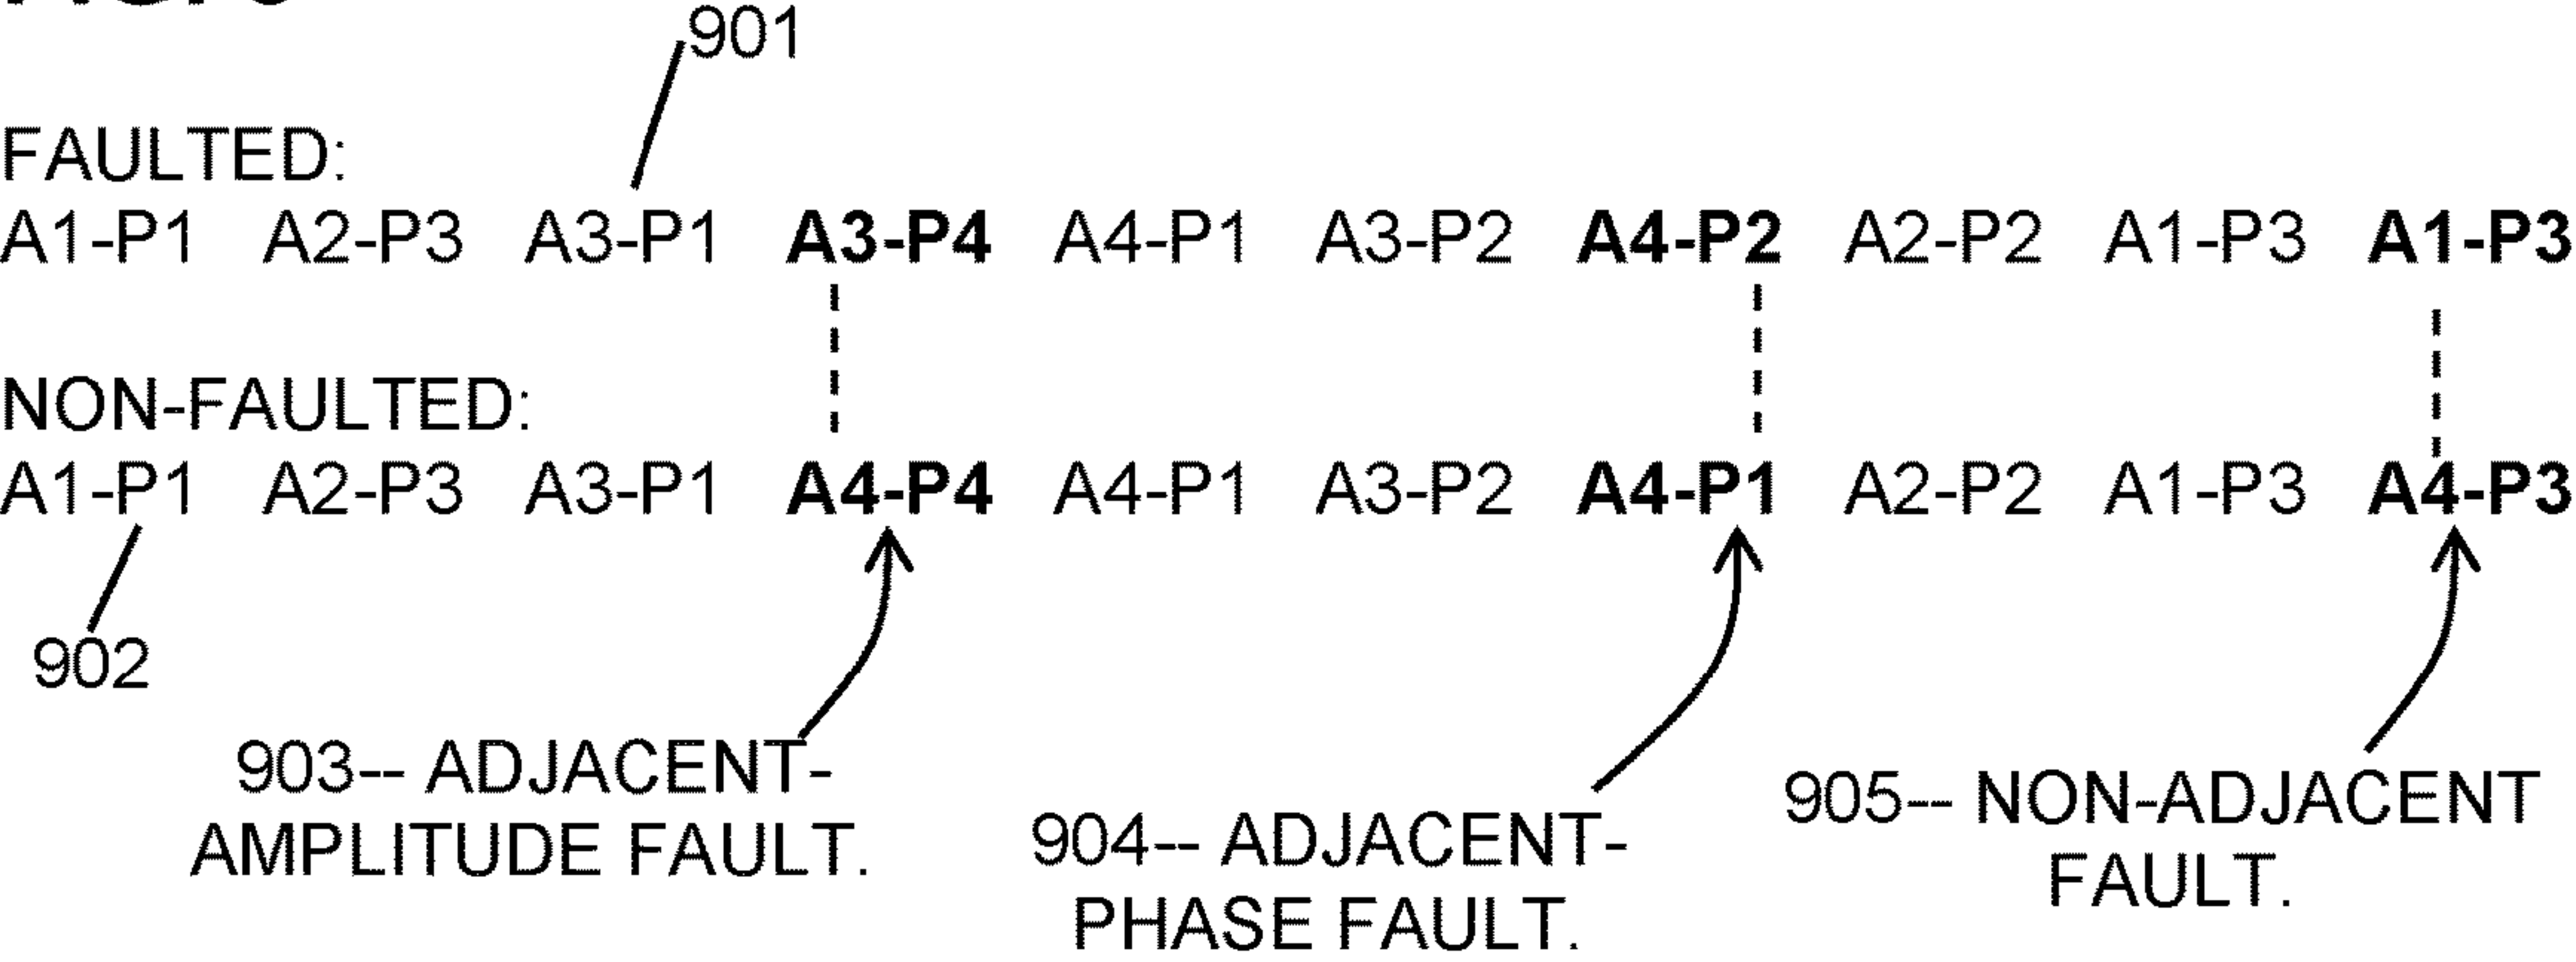 901
FAULTED:
A1-P1 A2-P3 A3-P1 A3-P4 A4-P1 A3-P2 A4-P2 A2-P2 A1-P3 A1-P3
NON-FAULTED:
A1-P1 A2-P3 A3-P1 A4-P4 A4-P1 A3-P2 A4-P1 A2-P2 A1-P3 A4-P3
902
903-- ADJACENT-
AMPLITUDE FAULT.
904-- ADJACENT-
PHASE FAULT.
905-- NON-ADJACENT
FAULT.